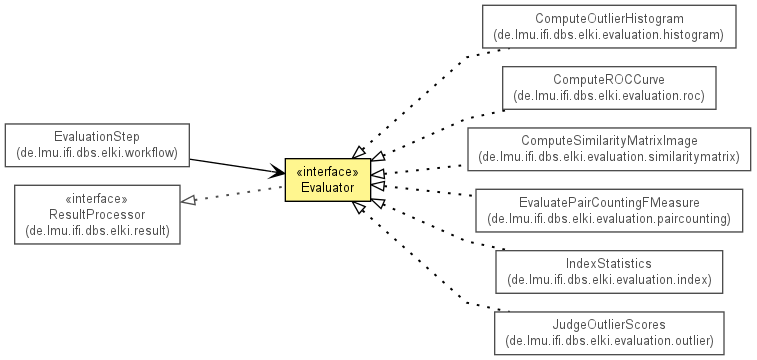 ComputeOutlierHistogram
(de.lmu.ifi.dbs.elki.evaluation.histogram)
ComputeROCCurve
(de.lmu.ifi.dbs.elki.evaluation.roc)
EvaluationStep
(de.lmu.ifi.dbs.elki.workflow)
ComputeSimilarityMatrixImage
(de.lmu.ifi.dbs.elki.evaluation.similaritymatrix)
«interface»
Evaluator
«interface»
ResultProcessor
(de.lmu.ifi.dbs.elki.result)
EvaluatePairCountingFMeasure
(de.lmu.ifi.dbs.elki.evaluation.paircounting)
IndexStatistics
(de.lmu.ifi.dbs.elki.evaluation.index)
JudgeOutlierScores
(de.lmu.ifi.dbs.elki.evaluation.outlier)